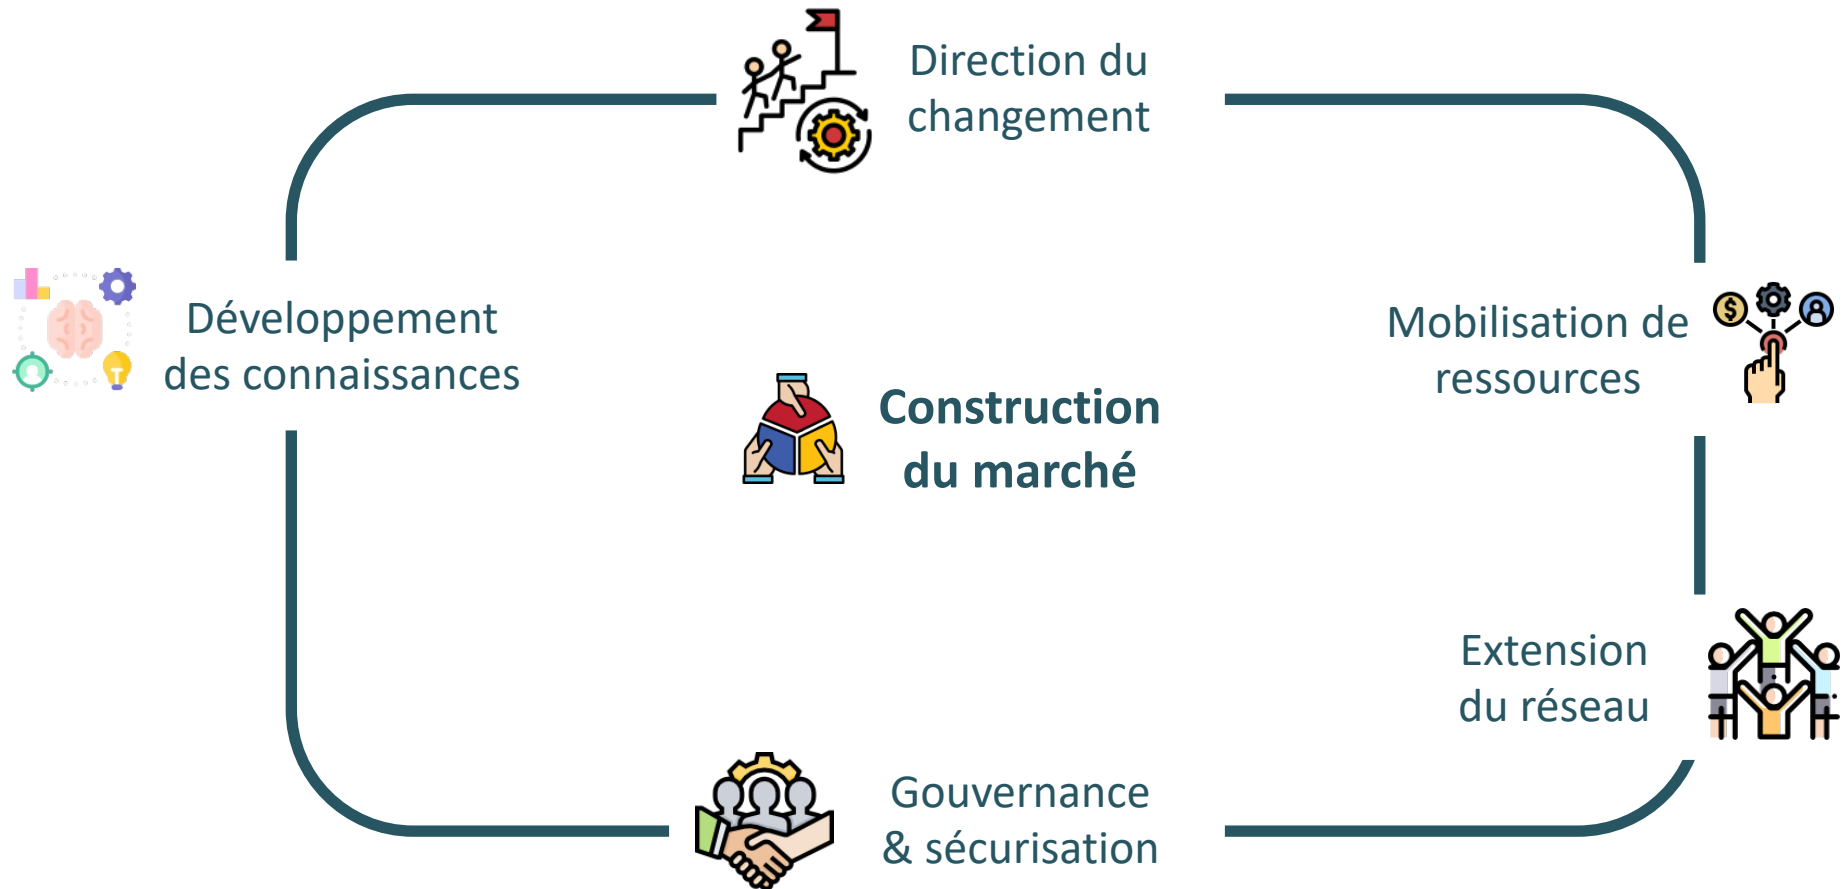 Direction du
changement
Développement
des connaissances
Mobilisation de
ressources
Construction
du marché
Extension
du réseau
Gouvernance
& sécurisation